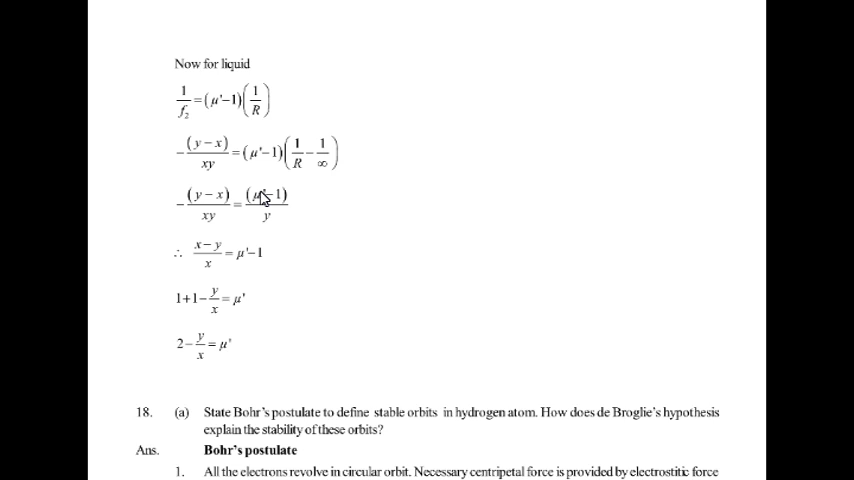 Now for liquid
1/f₂ = (μ'−1)(1/R)
−(y − x)/xy = (μ'−1)(1/R − 1/∞)
−(y − x)/xy = (μ'−1)/y
∴ x − y/x = μ'−1
1+1− y/x = μ'
2− y/x = μ'
18. (a) State Bohr's postulate to define stable orbits in hydrogen atom. How does de Broglie's hypothesis
explain the stability of these orbits?
Ans. Bohr's postulate
1. All the electrons revolve in circular orbit. Necessary centripetal force is provided by electrostitic force